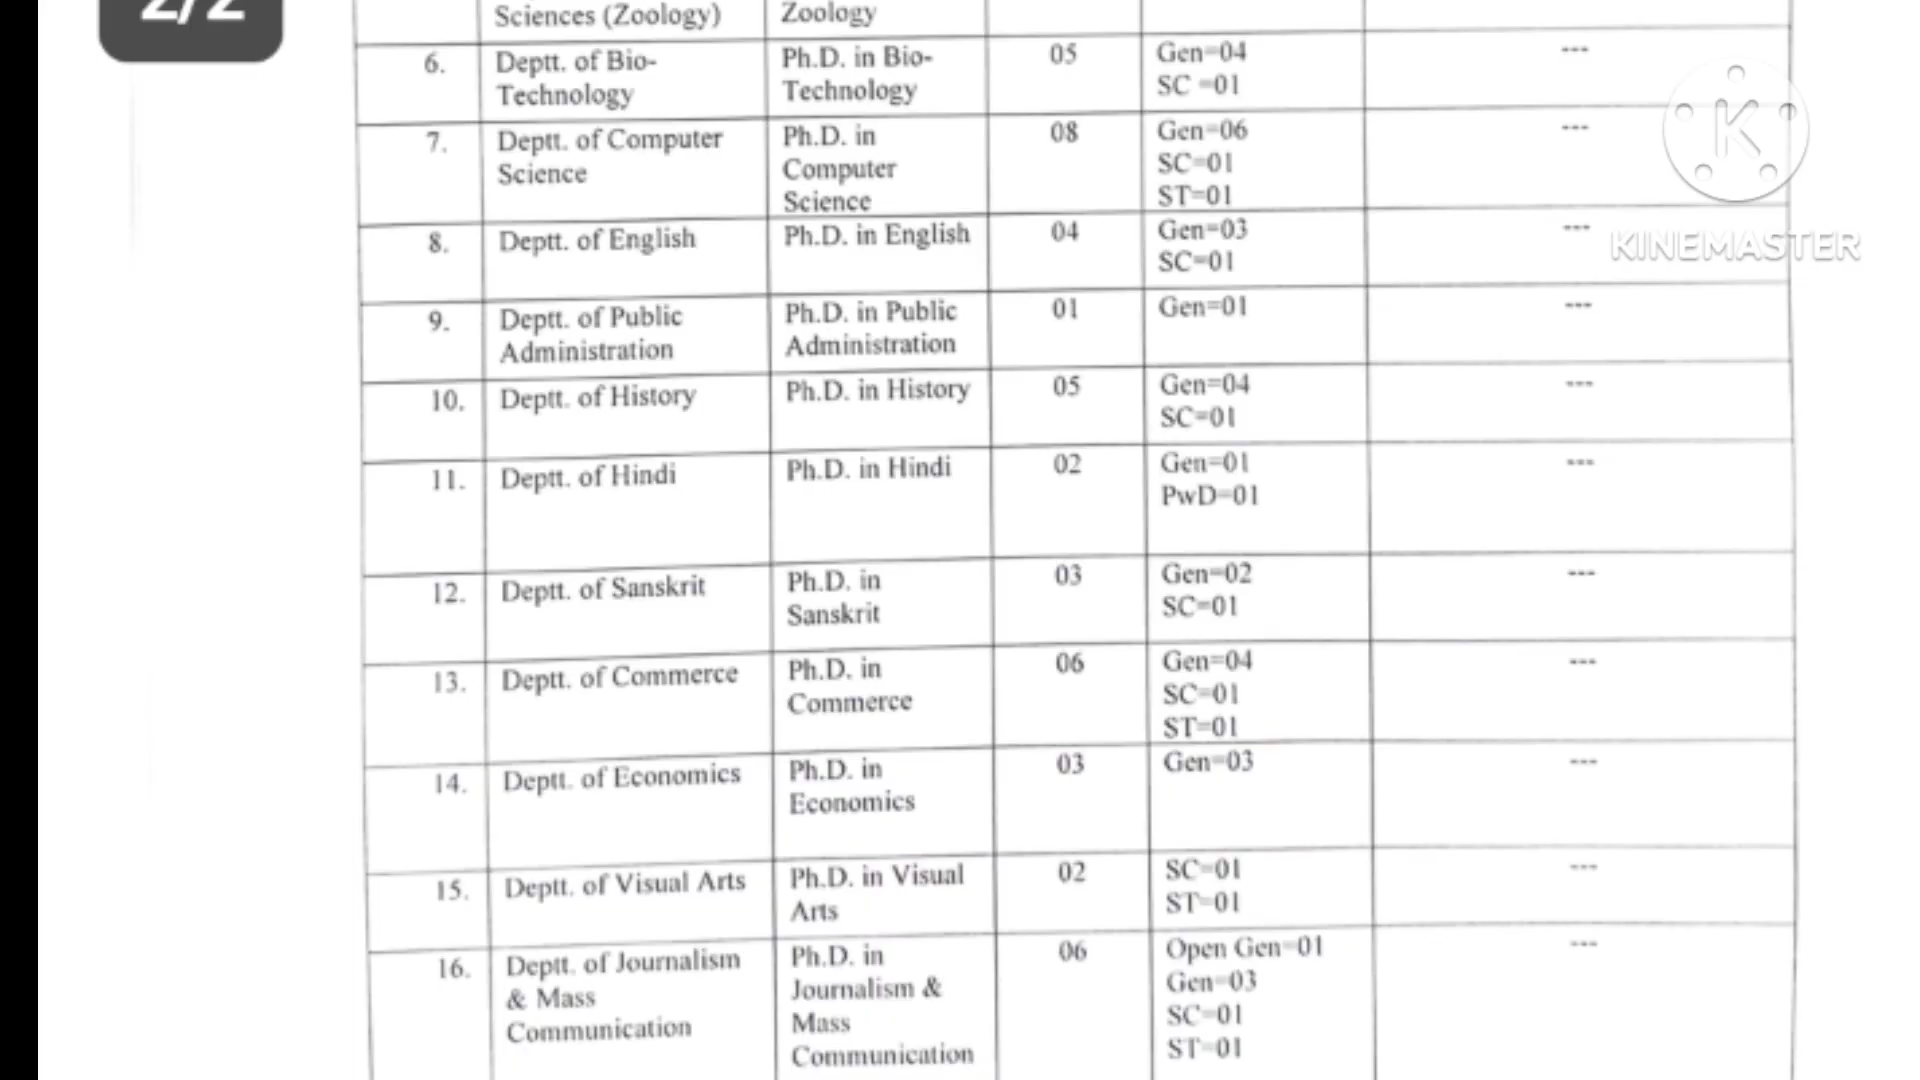 2/2
Sciences (Zoology) Zoology
6. Deptt. of Bio- Ph.D. in Bio- 05 Gen=04 ---
Technology Technology SC =01
7. Deptt. of Computer Ph.D. in 08 Gen=06 ---
Science Computer SC=01
Science ST=01
8. Deptt. of English Ph.D. in English 04 Gen=03 ---
SC=01
KINEMASTER
9. Deptt. of Public Ph.D. in Public 01 Gen=01 ---
Administration Administration
10. Deptt. of History Ph.D. in History 05 Gen=04 ---
SC=01
11. Deptt. of Hindi Ph.D. in Hindi 02 Gen=01 ---
PwD=01
12. Deptt. of Sanskrit Ph.D. in 03 Gen=02 ---
Sanskrit SC=01
13. Deptt. of Commerce Ph.D. in 06 Gen=04 ---
Commerce SC=01
ST=01
14. Deptt. of Economics Ph.D. in 03 Gen=03 ---
Economics
15. Deptt. of Visual Arts Ph.D. in Visual 02 SC=01 ---
Arts ST=01
16. Deptt. of Journalism Ph.D. in 06 Open Gen=01 ---
& Mass Journalism & Gen=03
Communication Mass SC=01
Communication ST=01